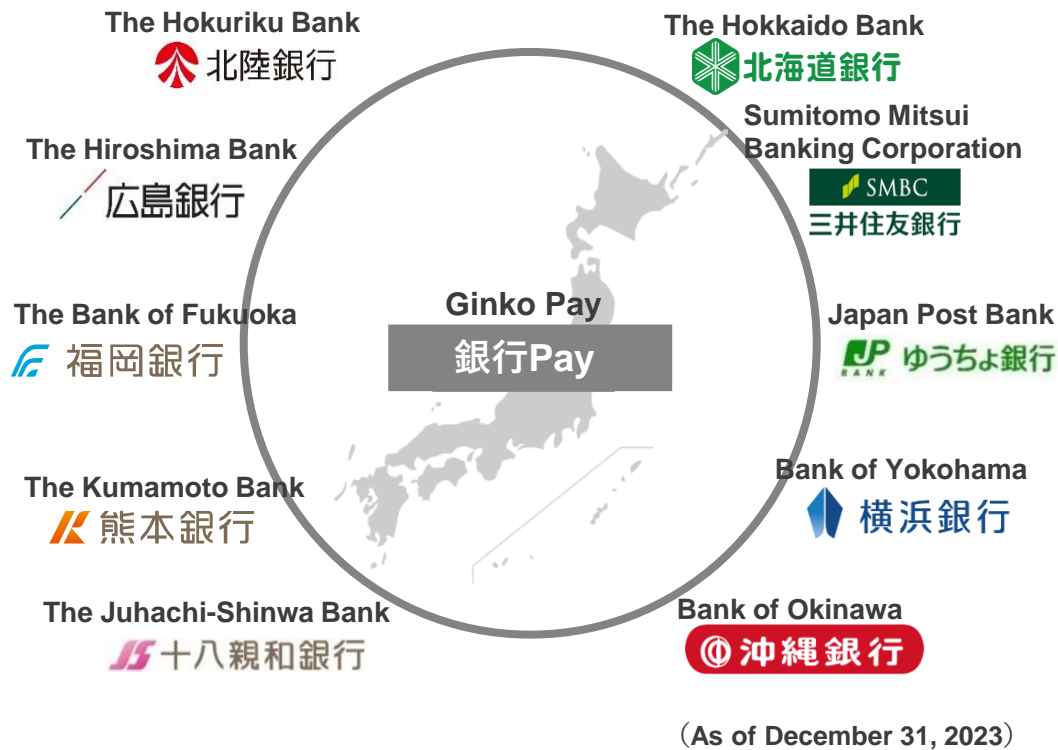 The Hokuriku Bank
北陸銀行
The Hokkaido Bank
北海道銀行
Sumitomo Mitsui
Banking Corporation
SMBC
三井住友銀行
The Hiroshima Bank
広島銀行
Ginko Pay
銀行Pay
The Bank of Fukuoka
福岡銀行
Japan Post Bank
JP
BANK
ゆうちょ銀行
The Kumamoto Bank
熊本銀行
Bank of Yokohama
横浜銀行
The Juhachi-Shinwa Bank
十八親和銀行
Bank of Okinawa
沖縄銀行
（As of December 31, 2023）